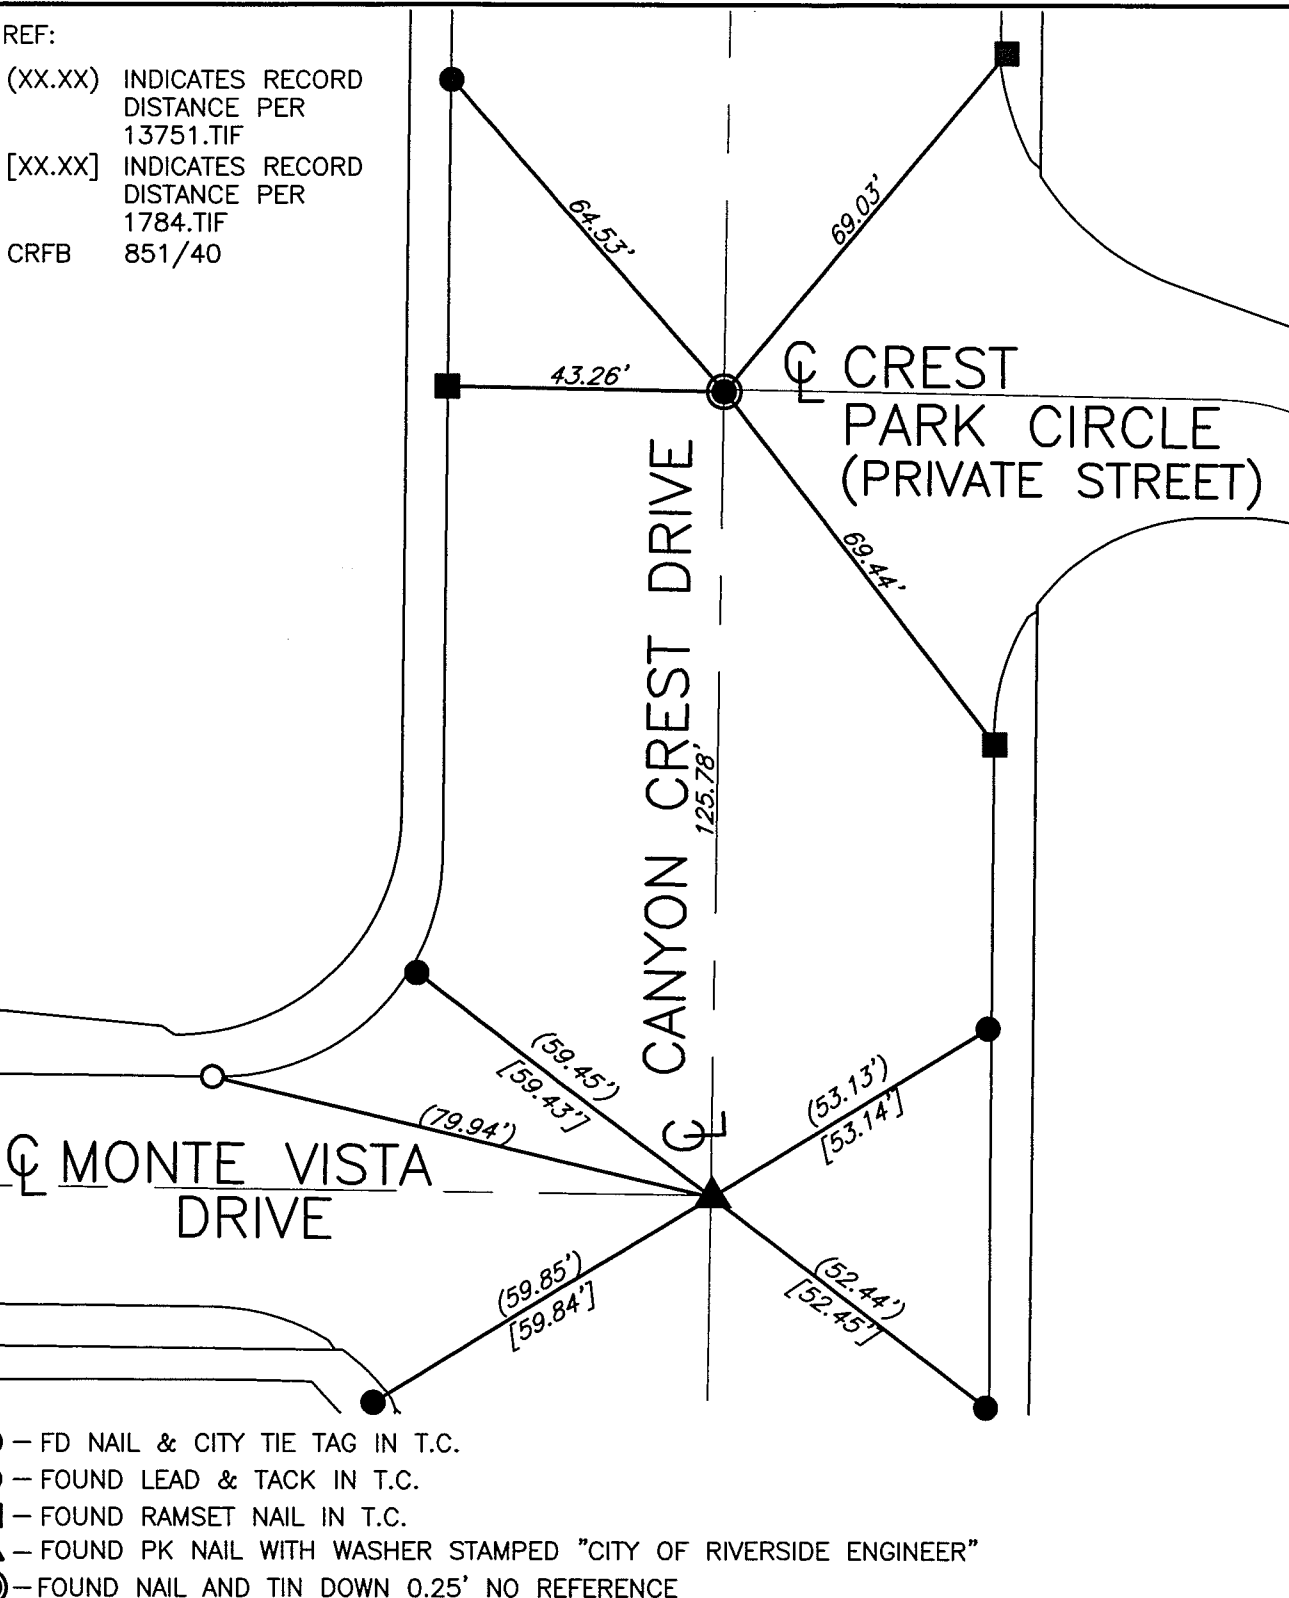 REF:
(XX.XX) INDICATES RECORD
DISTANCE PER
13751.TIF
[XX.XX] INDICATES RECORD
DISTANCE PER
1784.TIF
CRFB 851/40
64.53'
69.03'
43.26'
℄ CREST
PARK CIRCLE
(PRIVATE STREET)
69.44'
℄ CANYON CREST DRIVE
125.78'
(59.45')
[59.43']
(79.94')
(53.13')
[53.14']
℄ MONTE VISTA
DRIVE
(59.85')
[59.84']
(52.44')
[52.45']
– FD NAIL & CITY TIE TAG IN T.C.
– FOUND LEAD & TACK IN T.C.
– FOUND RAMSET NAIL IN T.C.
– FOUND PK NAIL WITH WASHER STAMPED "CITY OF RIVERSIDE ENGINEER"
– FOUND NAIL AND TIN DOWN 0.25' NO REFERENCE